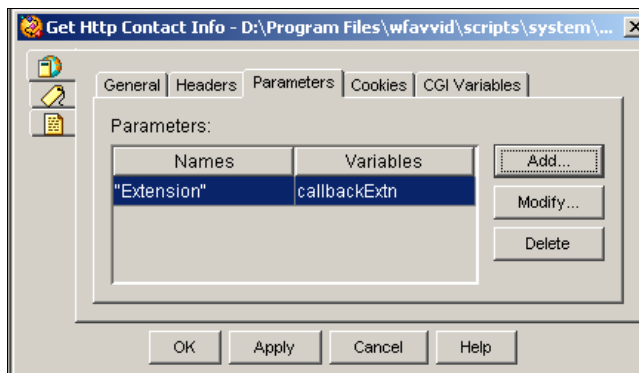 Get Http Contact Info - D:\Program Files\wfavvid\scripts\system\...
General Headers Parameters Cookies CGI Variables
Parameters:
Names Variables Add...
"Extension" callbackExtn
Modify...
Delete
OK Apply Cancel Help